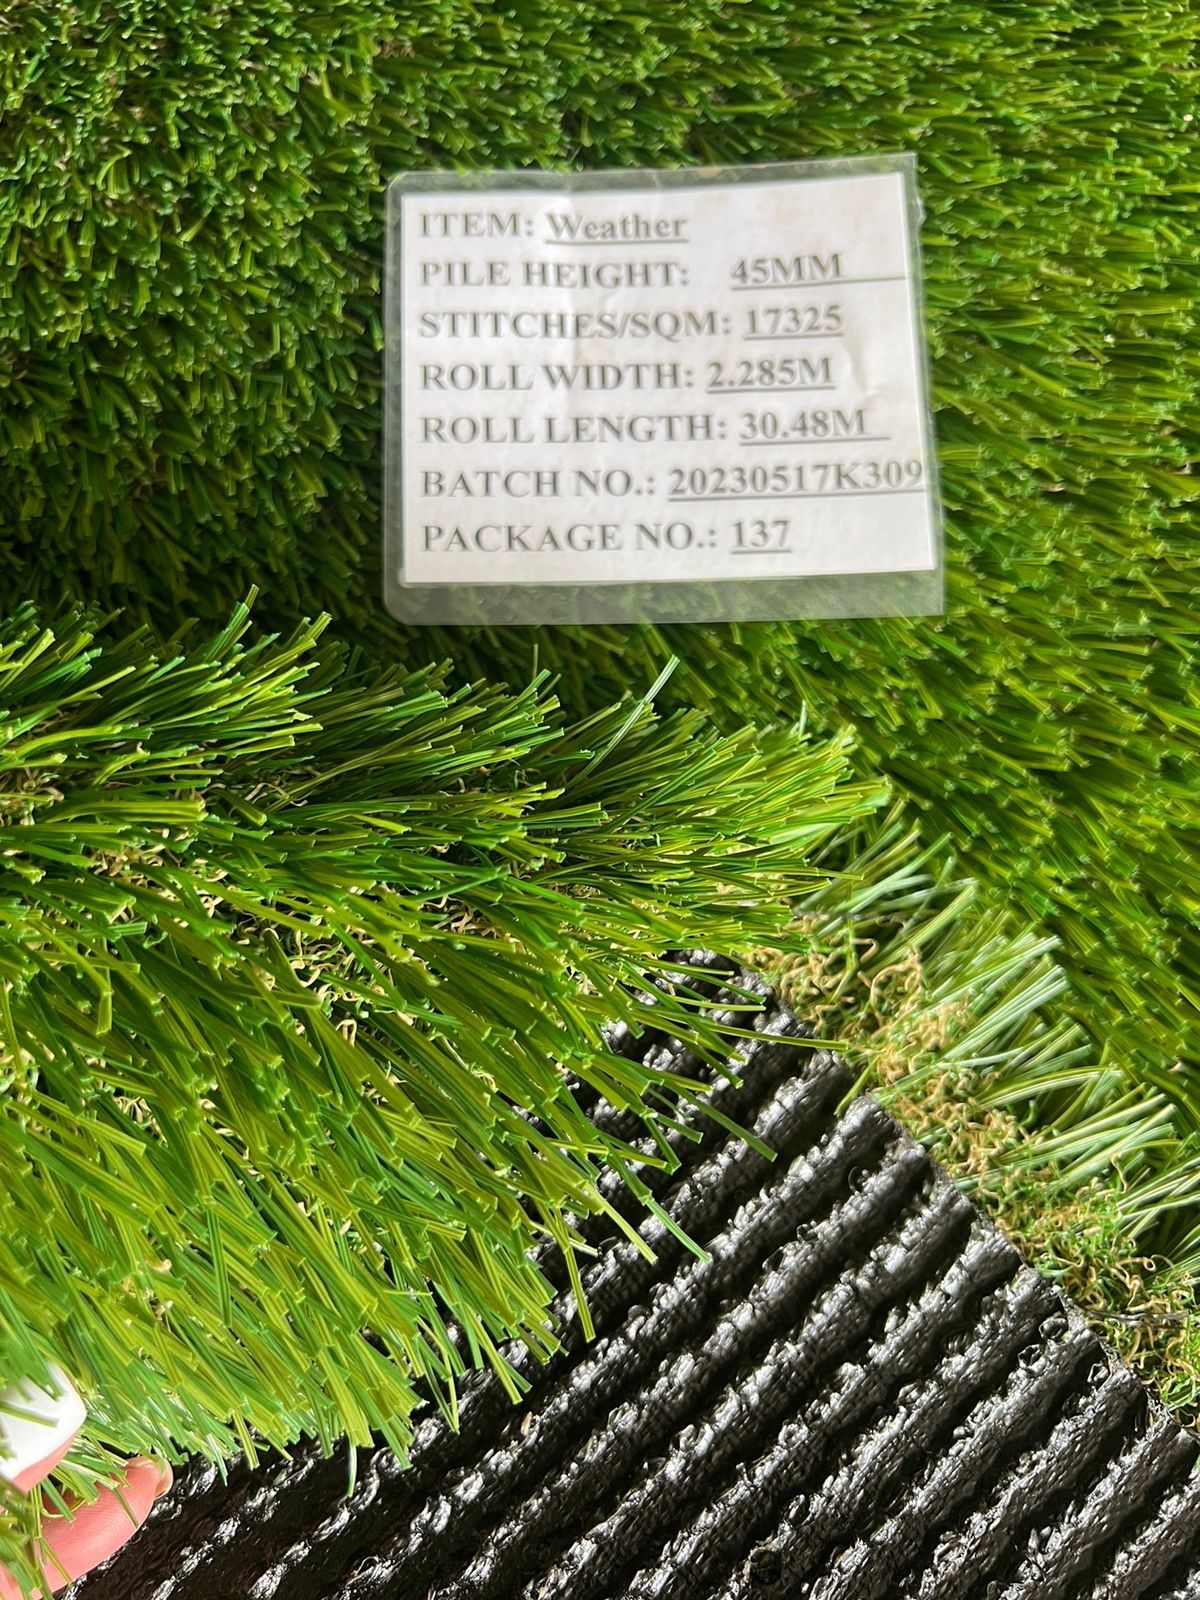 ITEM: Weather
PILE HEIGHT: 45MM
STITCHES/SQM: 17325
ROLL WIDTH: 2.285M
ROLL LENGTH: 30.48M
BATCH NO.: 20230517K309
PACKAGE NO.: 137